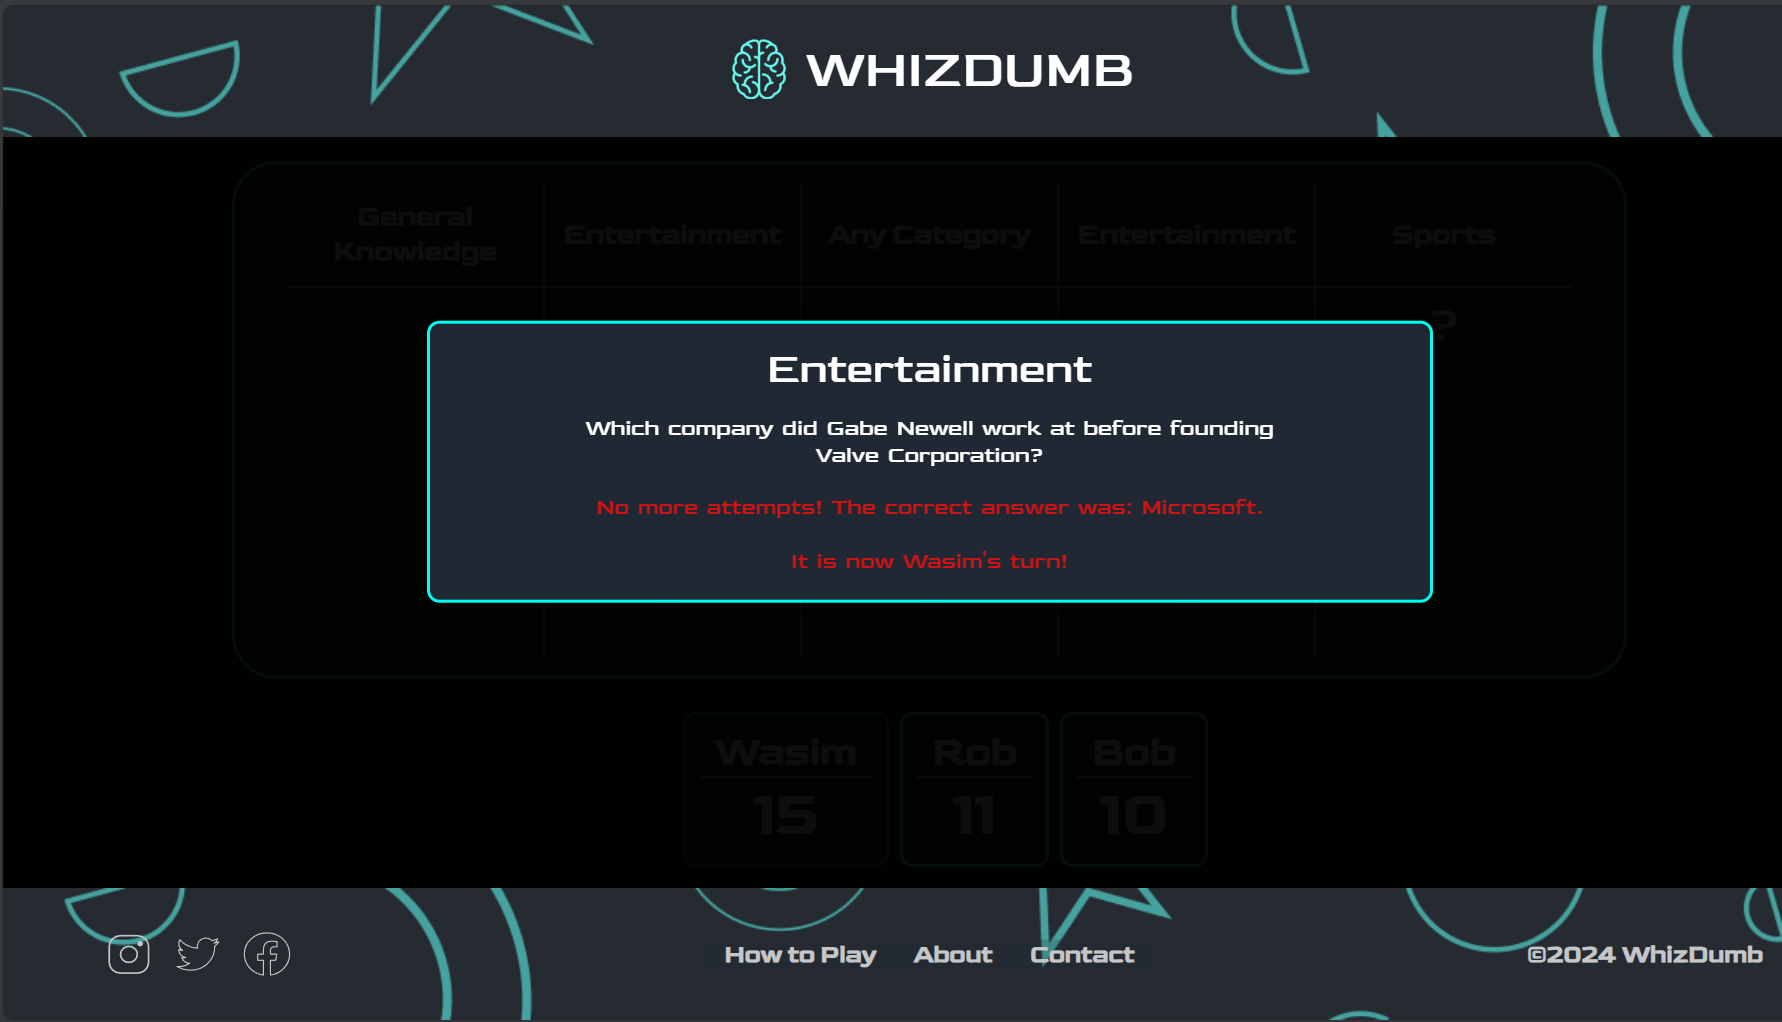 WHIZDUMB
General
Knowledge
Entertainment
Any Category
Entertainment
Sports
?
Entertainment
Which company did Gabe Newell work at before founding
Valve Corporation?
No more attempts! The correct answer was: Microsoft.
It is now Wasim's turn!
Wasim
15
Rob
11
Bob
10
How to Play
About
Contact
©2024 WhizDumb